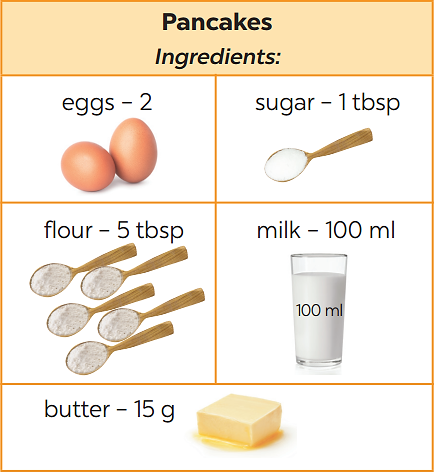 Pancakes
Ingredients:
eggs – 2
sugar – 1 tbsp
flour – 5 tbsp
milk – 100 ml
100 ml
butter – 15 g